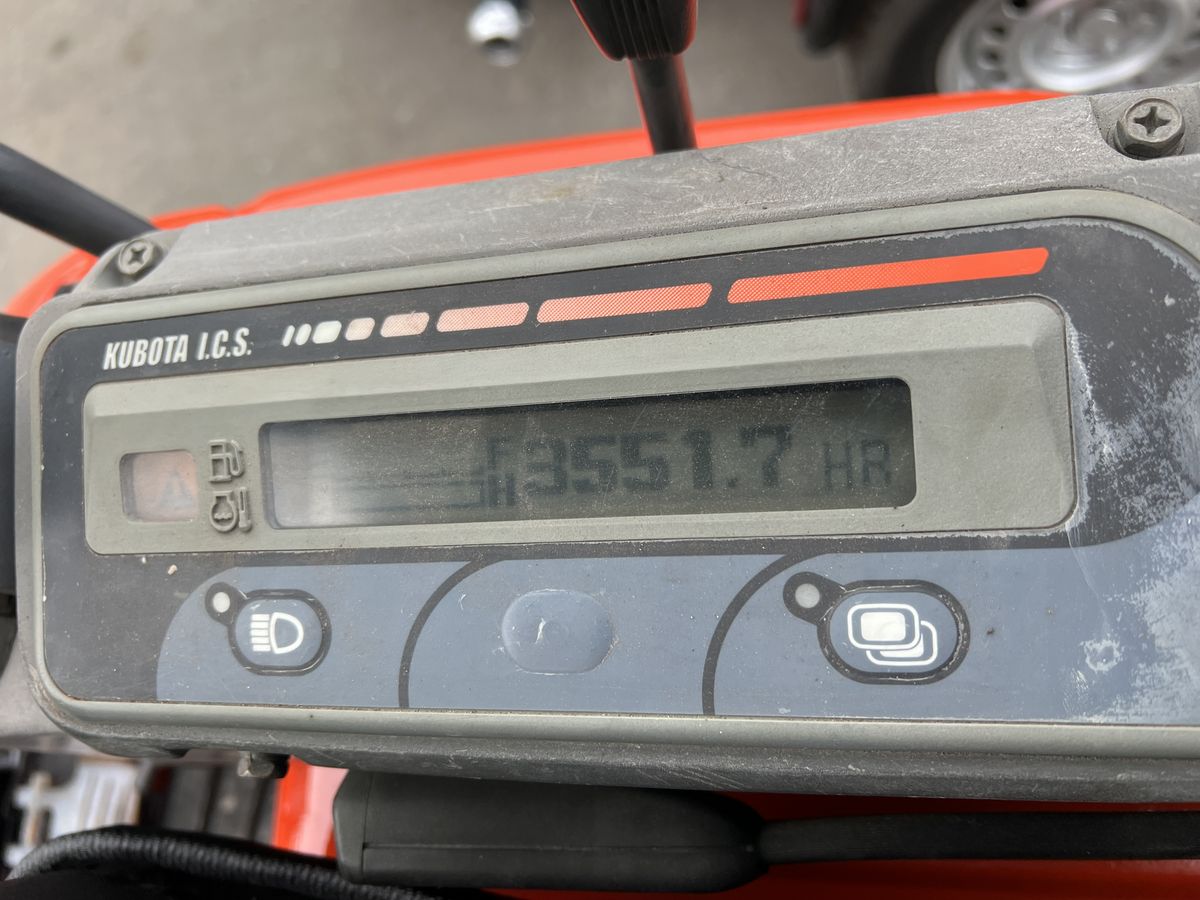 KUBOTA I.C.S.
F
H
3551.7 HR